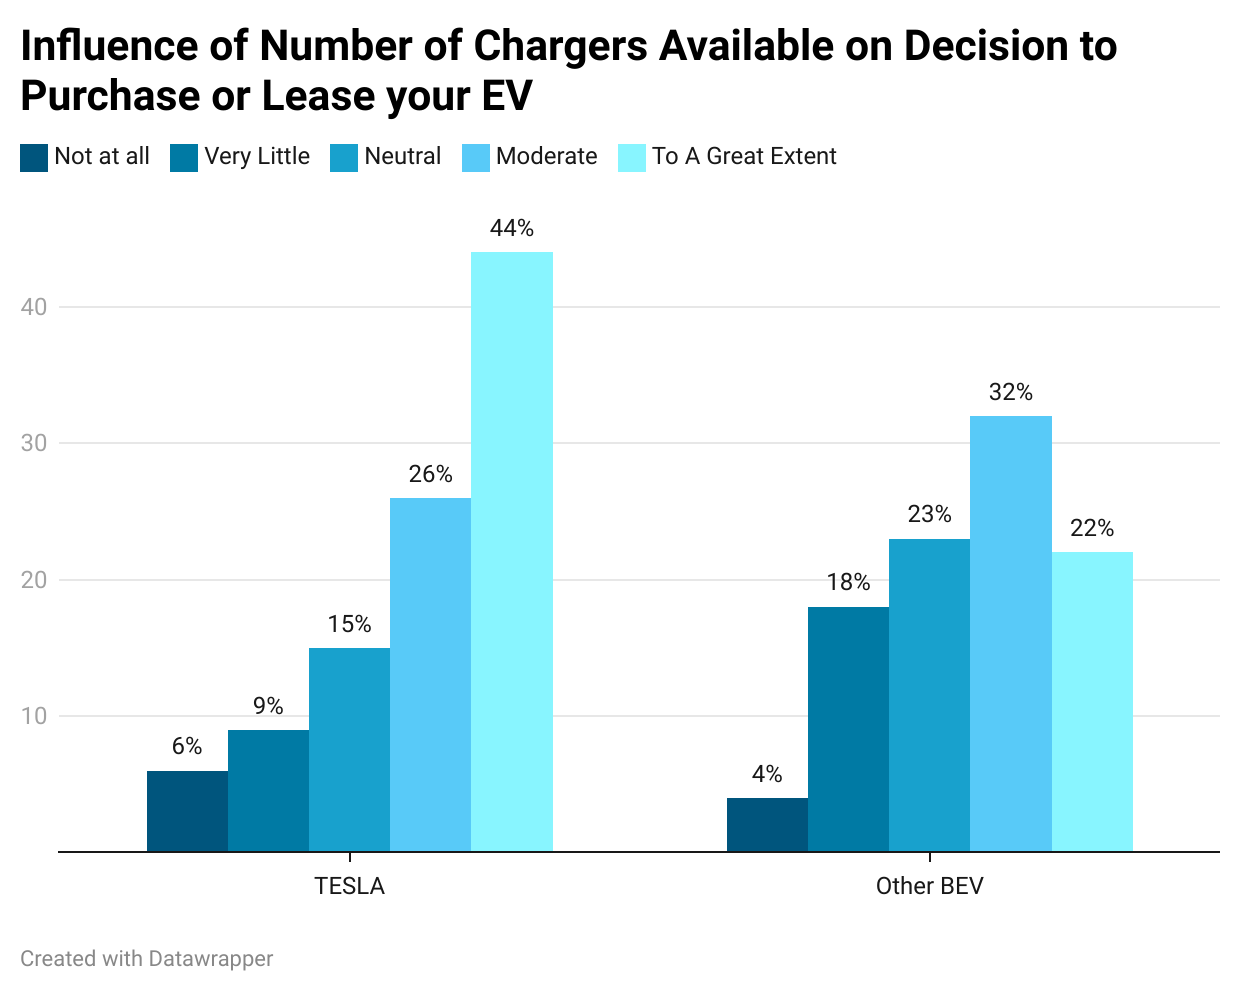 Influence of Number of Chargers Available on Decision to
Purchase or Lease your EV
Not at all Very Little Neutral Moderate To A Great Extent
44%
40
32%
30
26%
23%
22%
20
18%
15%
10
9%
6%
4%
TESLA Other BEV
Created with Datawrapper